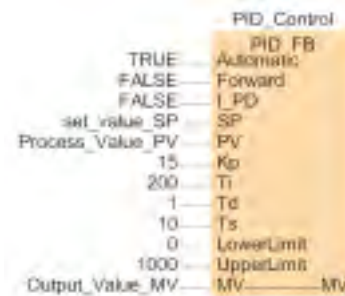 PID_Control
PID_FB
TRUE Automatic
FALSE Forward
FALSE I_PD
set_value_SP SP
Process_Value_PV PV
15 Kp
200 Ti
1 Td
10 Ts
0 LowerLimit
1000 UpperLimit
Output_Value_MV MV MV